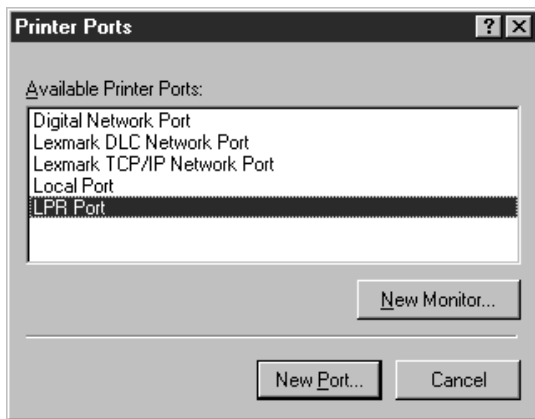 Printer Ports
Available Printer Ports:
Digital Network Port
Lexmark DLC Network Port
Lexmark TCP/IP Network Port
Local Port
LPR Port
New Monitor...
New Port...
Cancel